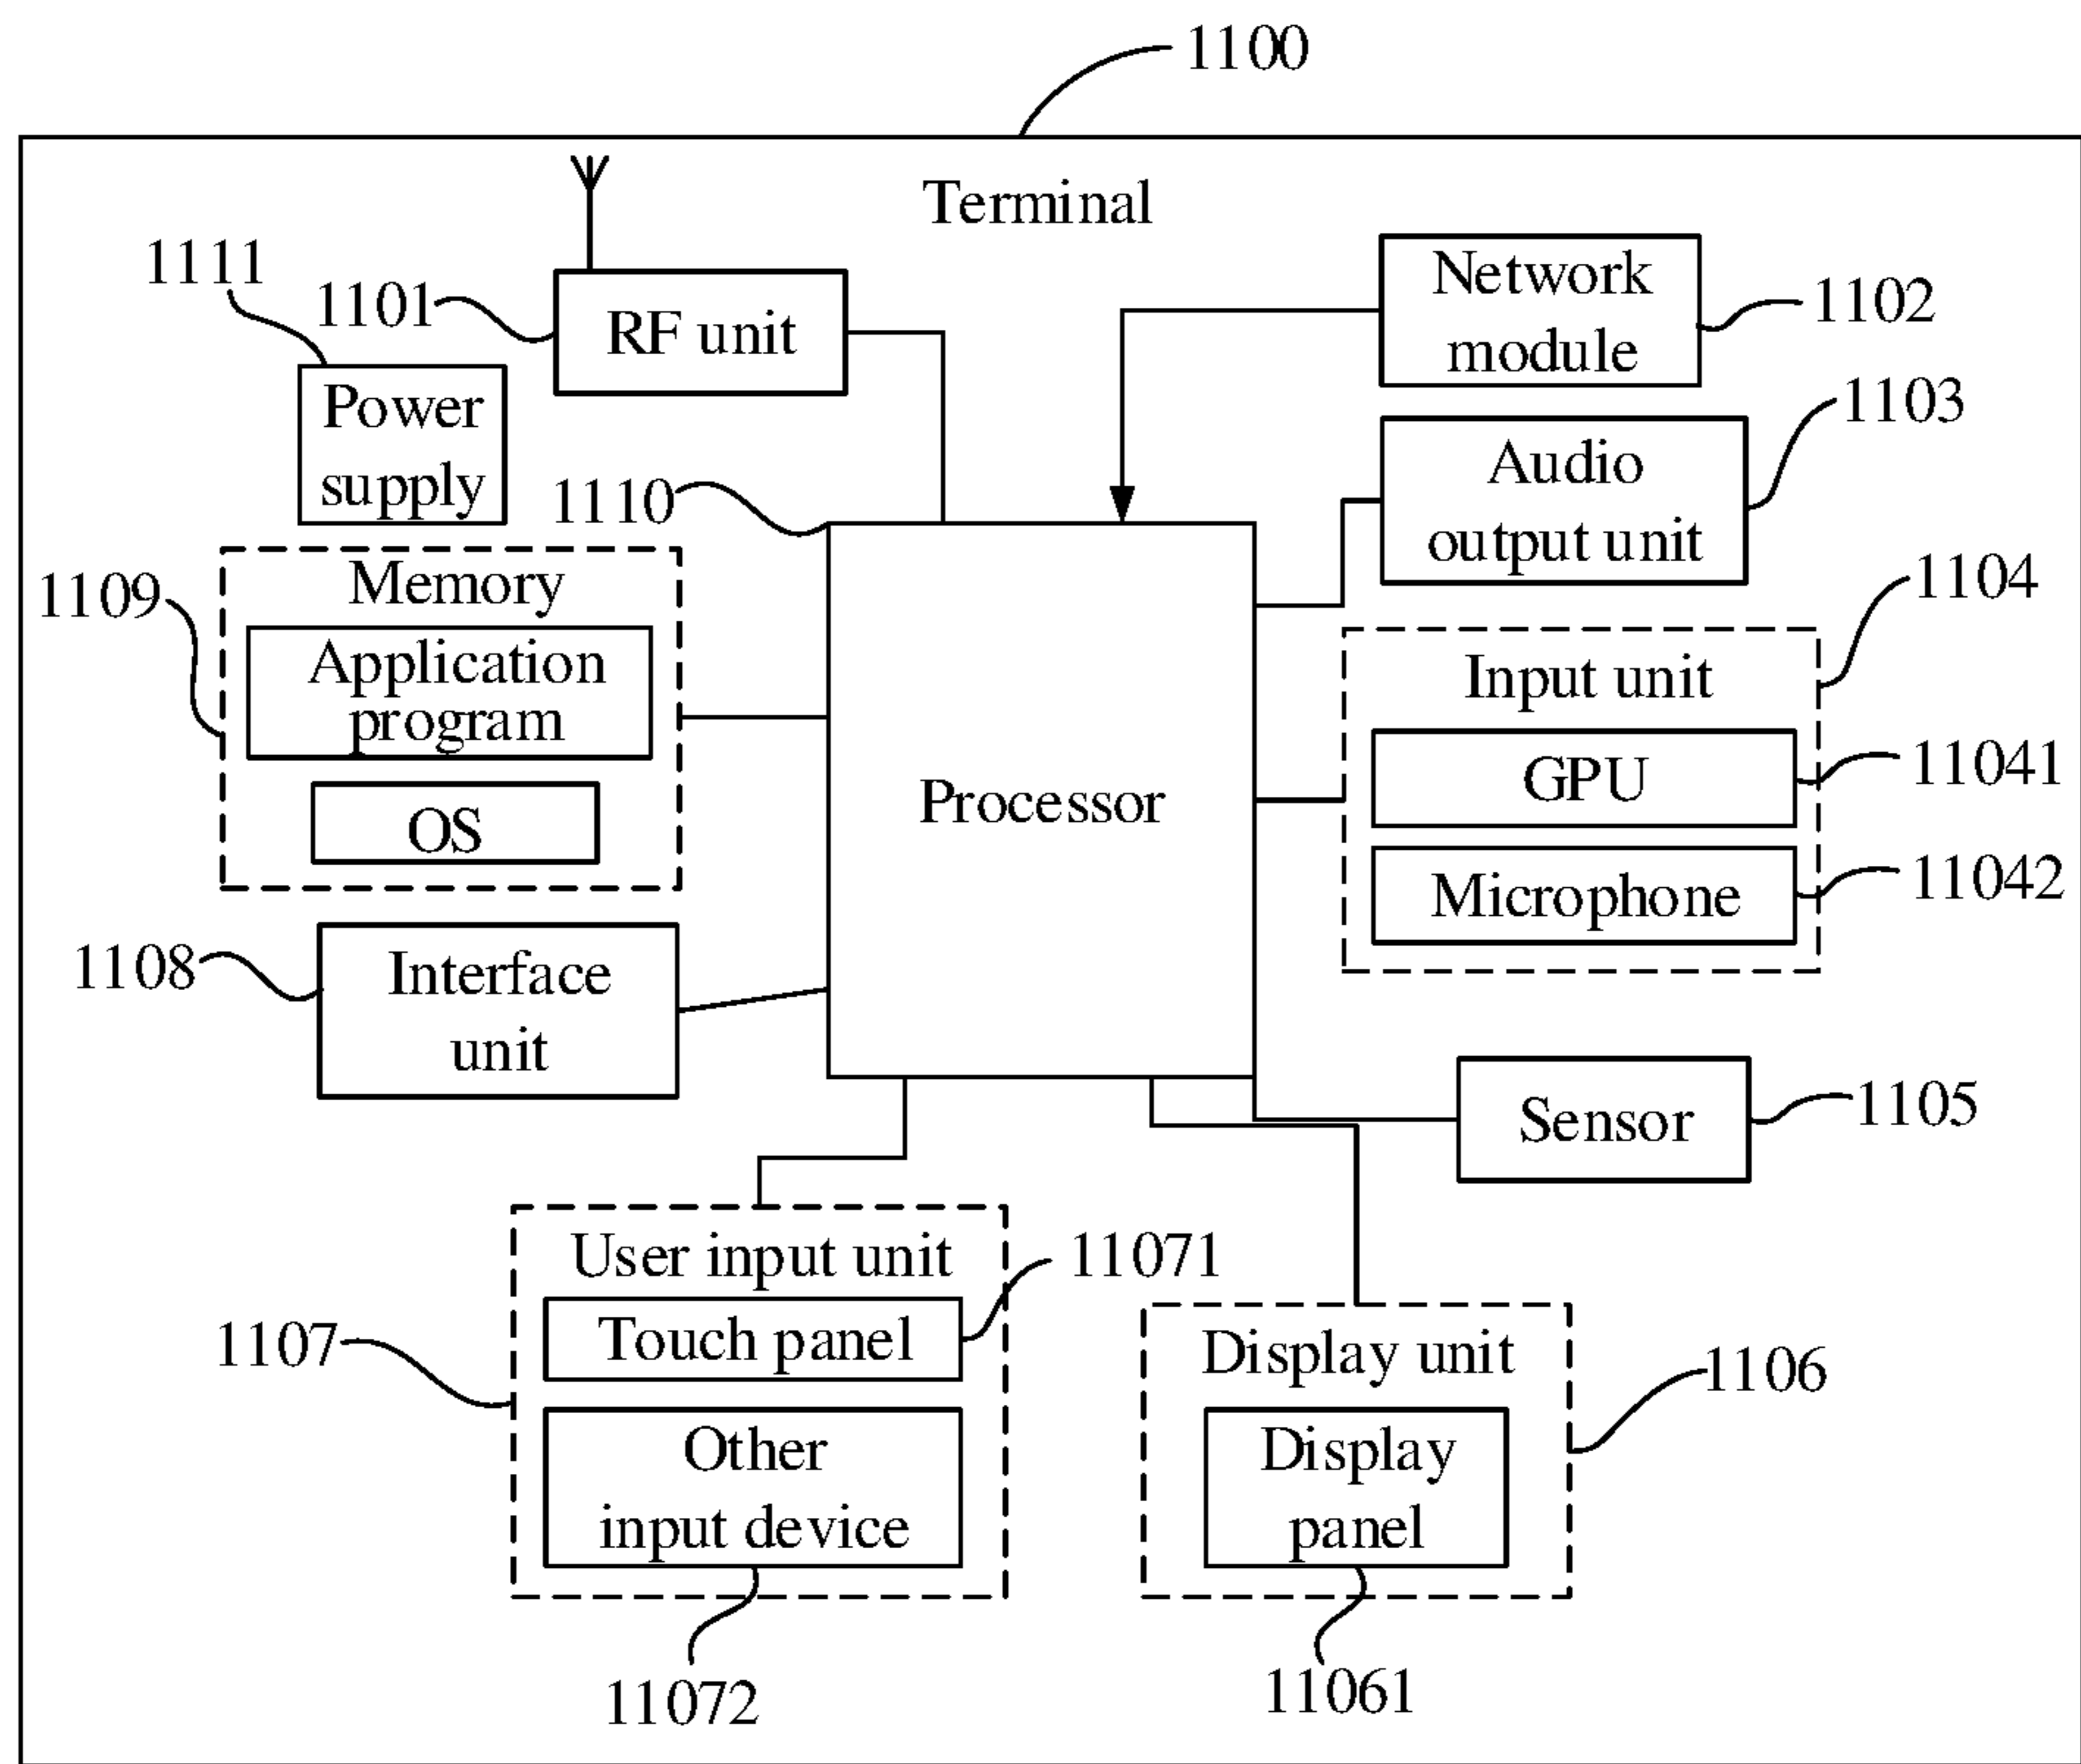 1100
Terminal
1111
1101
RF unit
Network
module
1102
Power
supply
1103
Audio
output unit
1110
1109
Memory
Application
program
OS
Processor
1104
Input unit
GPU
11041
Microphone
11042
1108
Interface
unit
Sensor
1105
User input unit
11071
Touch panel
1107
Other
input device
11072
Display unit
1106
Display
panel
11061